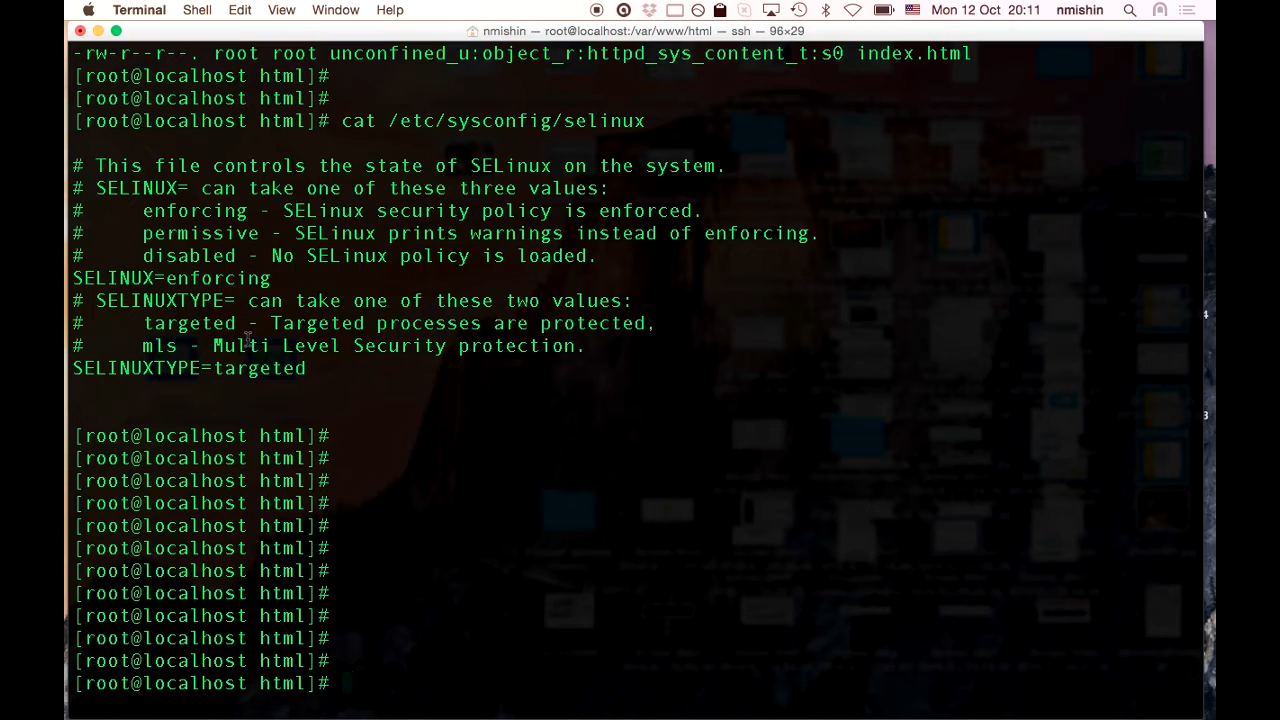 Terminal Shell Edit View Window Help Mon 12 Oct 20:11 nmishin
nmishin — root@localhost:/var/www/html — ssh — 96×29
-rw-r--r--. root root unconfined_u:object_r:httpd_sys_content_t:s0 index.html
[root@localhost html]#
[root@localhost html]#
[root@localhost html]# cat /etc/sysconfig/selinux
# This file controls the state of SELinux on the system.
# SELINUX= can take one of these three values:
#     enforcing - SELinux security policy is enforced.
#     permissive - SELinux prints warnings instead of enforcing.
#     disabled - No SELinux policy is loaded.
SELINUX=enforcing
# SELINUXTYPE= can take one of these two values:
#     targeted - Targeted processes are protected,
#     mls - Multi Level Security protection.
SELINUXTYPE=targeted
[root@localhost html]#
[root@localhost html]#
[root@localhost html]#
[root@localhost html]#
[root@localhost html]#
[root@localhost html]#
[root@localhost html]#
[root@localhost html]#
[root@localhost html]#
[root@localhost html]#
[root@localhost html]#
[root@localhost html]#